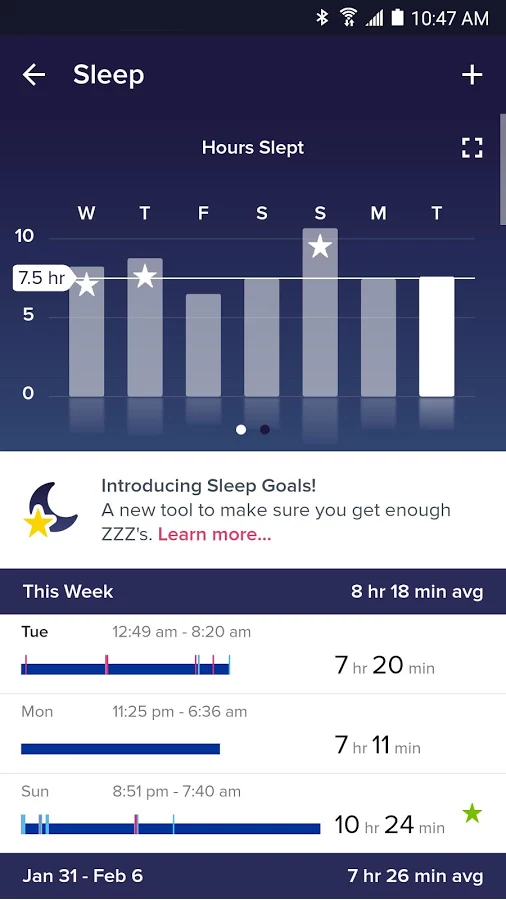 10:47 AM
Sleep
Hours Slept
W T F S S M T
10
7.5 hr
5
0
Introducing Sleep Goals!
A new tool to make sure you get enough
ZZZ's. Learn more...
This Week 8 hr 18 min avg
Tue 12:49 am - 8:20 am
7 hr 20 min
Mon 11:25 pm - 6:36 am
7 hr 11 min
Sun 8:51 pm - 7:40 am
10 hr 24 min
Jan 31 - Feb 6 7 hr 26 min avg